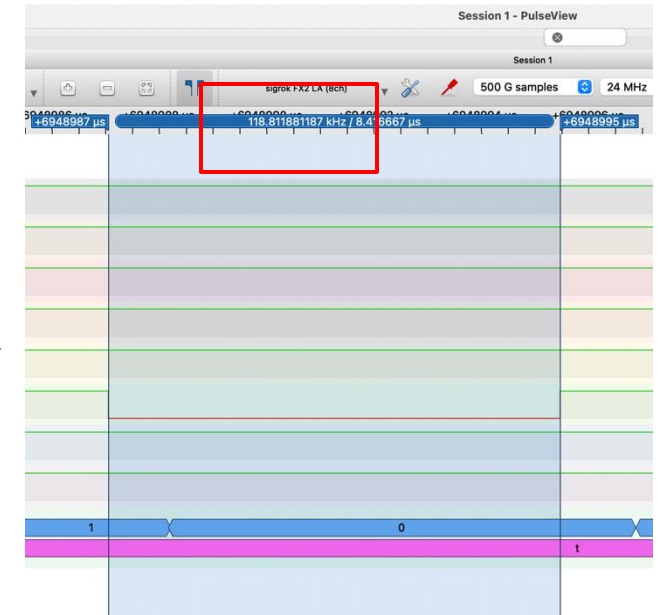 Session 1 - PulseView
Session 1
sigrok FX2 LA (8ch)
500 G samples
24 MHz
+6948987 µs
118.811881187 kHz / 8.416667 µs
+6948995 µs
1
0
t